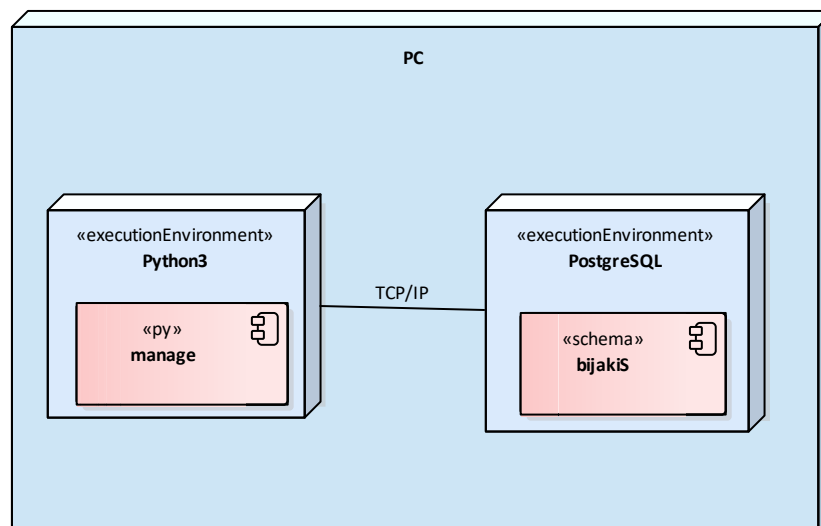 PC
«executionEnvironment»
Python3
«py»
manage
TCP/IP
«executionEnvironment»
PostgreSQL
«schema»
bijakiS